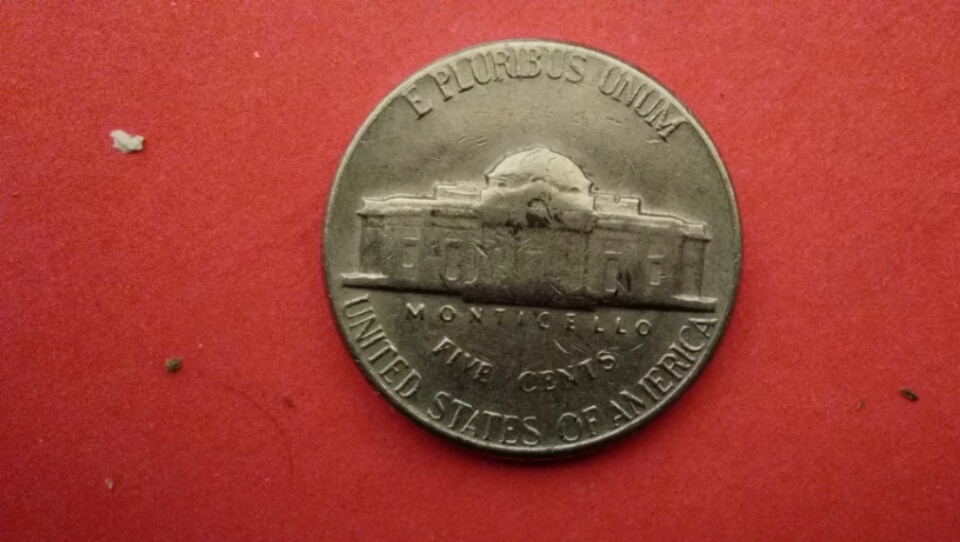 E PLURIBUS UNUM
MONTICELLO
FIVE CENTS
UNITED STATES OF AMERICA